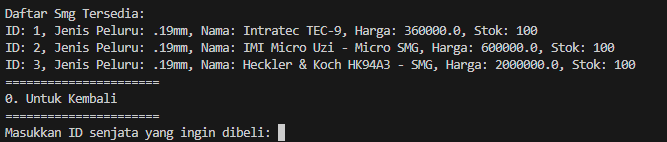 Daftar Smg Tersedia:
ID: 1, Jenis Peluru: .19mm, Nama: Intratec TEC-9, Harga: 360000.0, Stok: 100
ID: 2, Jenis Peluru: .19mm, Nama: IMI Micro Uzi - Micro SMG, Harga: 600000.0, Stok: 100
ID: 3, Jenis Peluru: .19mm, Nama: Heckler & Koch HK94A3 - SMG, Harga: 2000000.0, Stok: 100
======================
0. Untuk Kembali
======================
Masukkan ID senjata yang ingin dibeli: